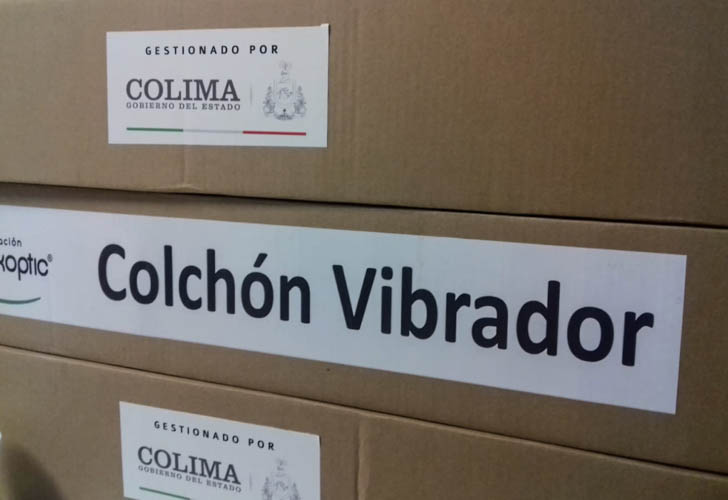 GESTIONADO POR
COLIMA
GOBIERNO DEL ESTADO
Colchón Vibrador
GESTIONADO POR
COLIMA
GOBIERNO DEL ESTADO